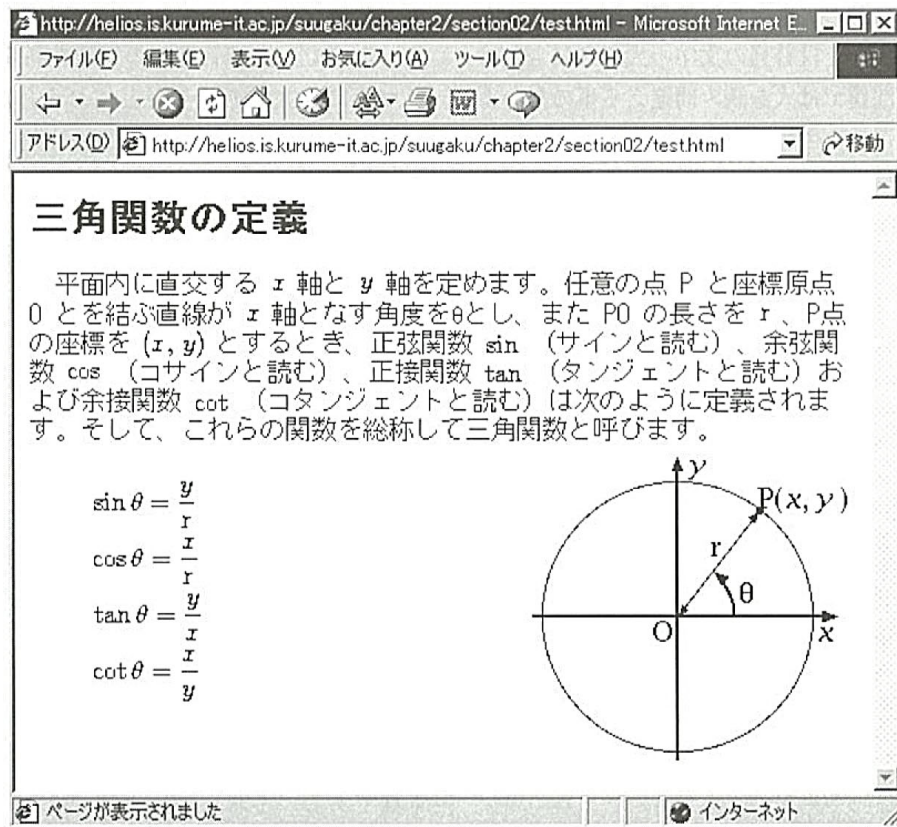 http://helios.is.kurume-it.ac.jp/suugaku/chapter2/section02/test.html - Microsoft Internet E...
ファイル(F) 編集(E) 表示(V) お気に入り(A) ツール(T) ヘルプ(H)
アドレス(D) http://helios.is.kurume-it.ac.jp/suugaku/chapter2/section02/test.html 移動
三角関数の定義
平面内に直交する x 軸と y 軸を定めます。任意の点 P と座標原点
O とを結ぶ直線が x 軸となす角度をθとし、また PO の長さを r 、P点
の座標を (x, y) とするとき、正弦関数 sin （サインと読む）、余弦関
数 cos （コサインと読む）、正接関数 tan （タンジェントと読む）お
よび余接関数 cot （コタンジェントと読む）は次のように定義されま
す。そして、これらの関数を総称して三角関数と呼びます。
sin θ = y/r
cos θ = x/r
tan θ = y/x
cot θ = x/y
y
P(x, y)
r
θ
O
x
ページが表示されました インターネット